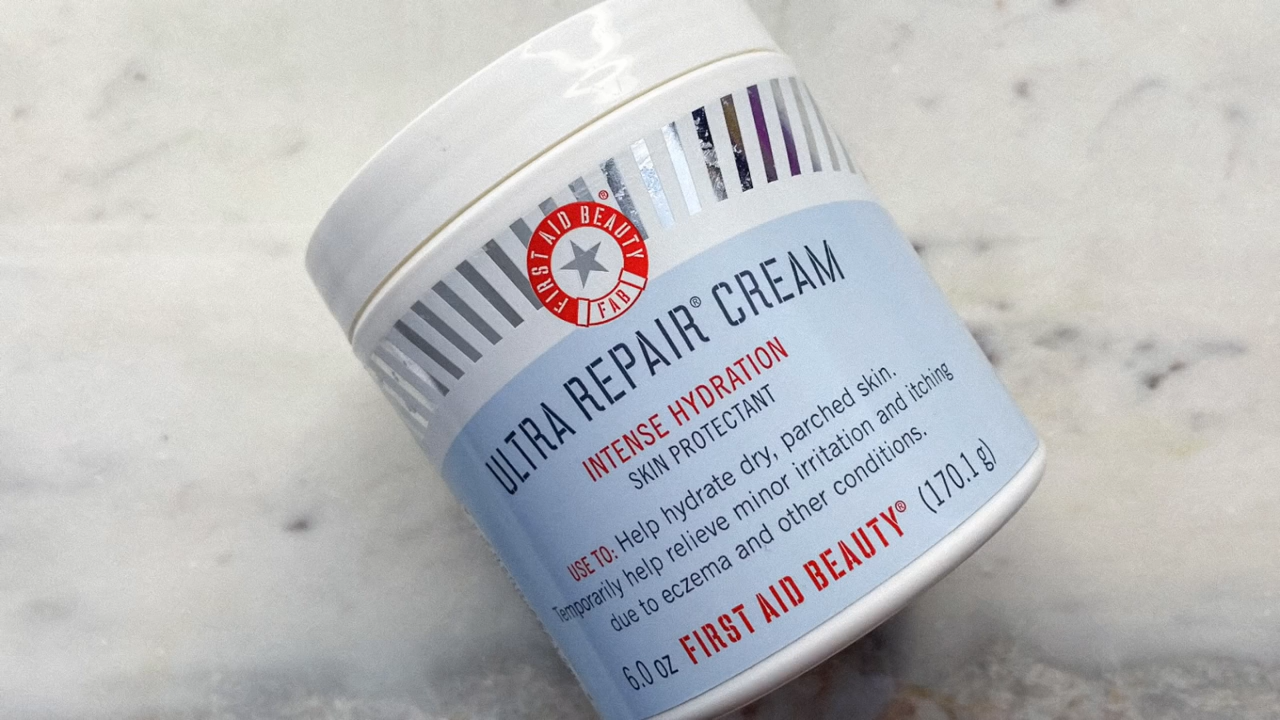 FIRST AID BEAUTY®
FAB
ULTRA REPAIR® CREAM
INTENSE HYDRATION
SKIN PROTECTANT
USE TO: Help hydrate dry, parched skin.
Temporarily help relieve minor irritation and itching
due to eczema and other conditions.
6.0 oz FIRST AID BEAUTY® (170.1 g)